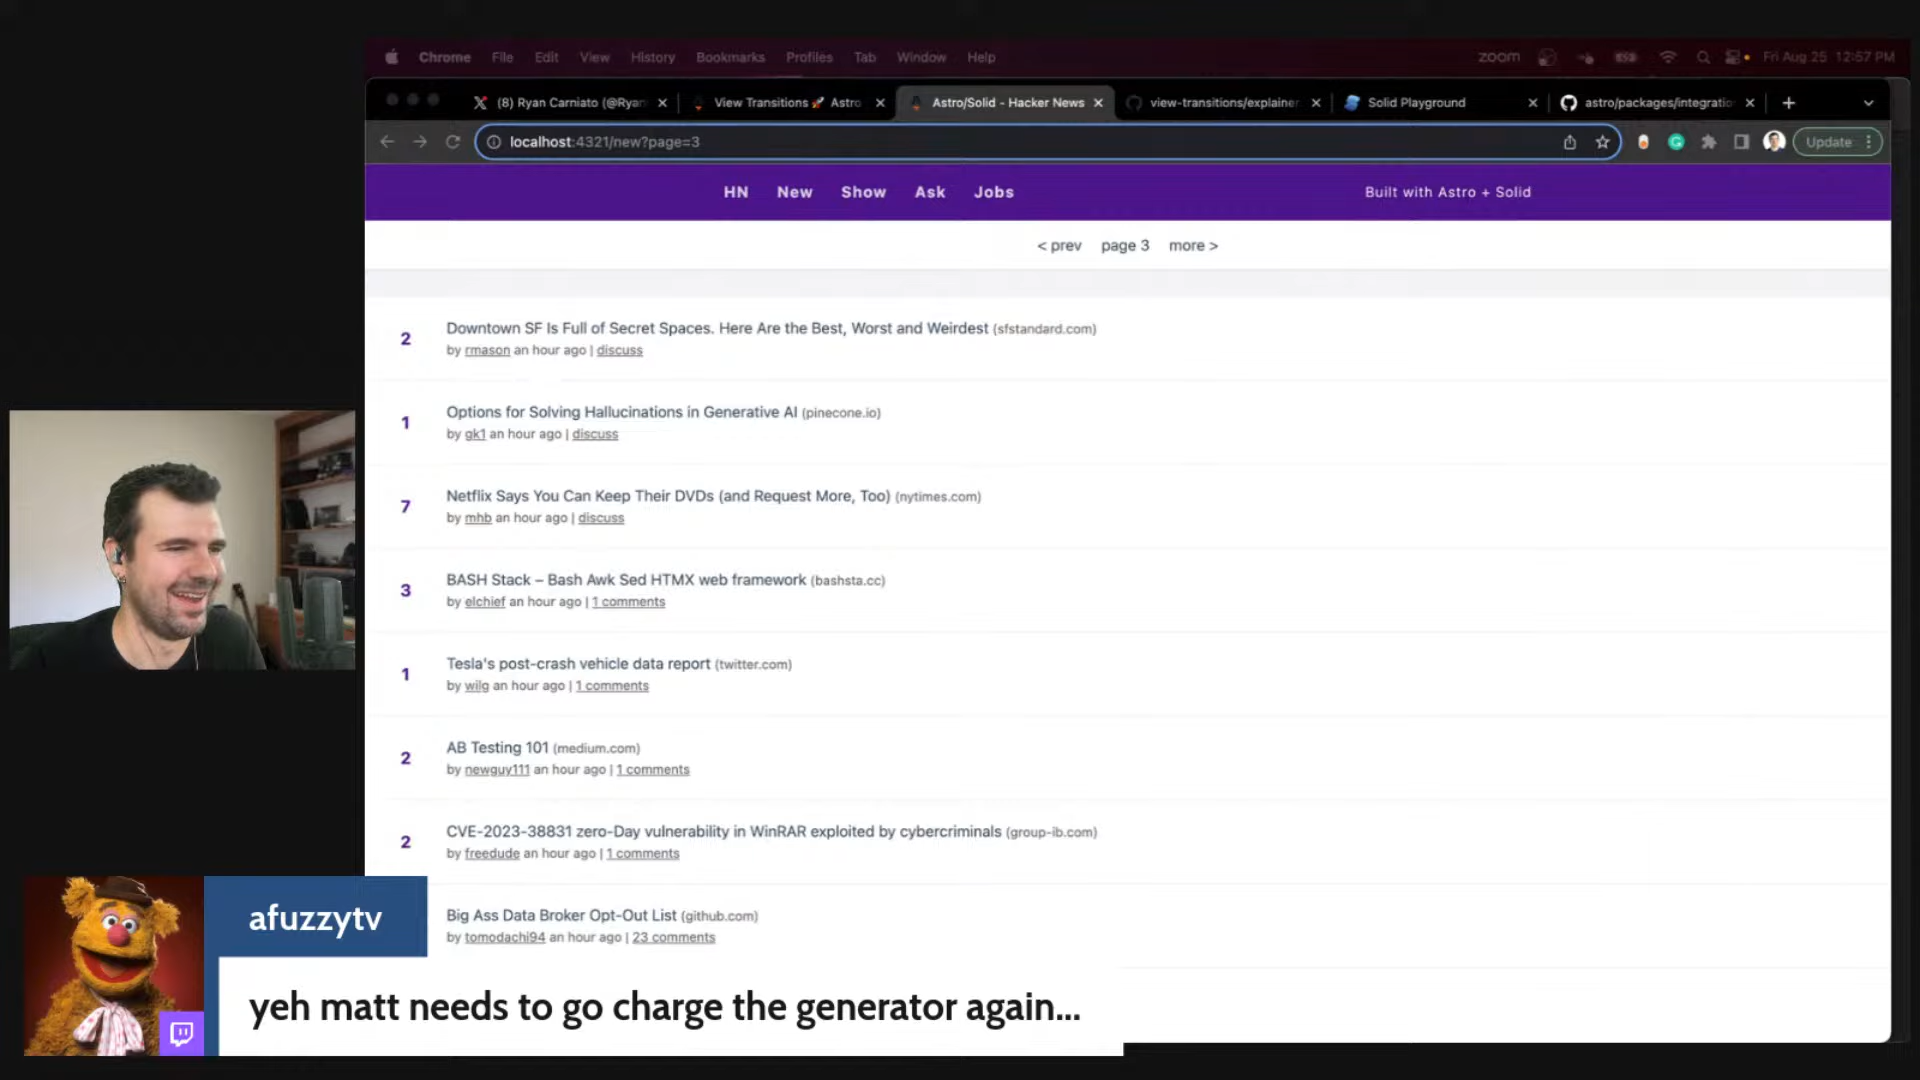 Chrome File Edit View History Bookmarks Profiles Tab Window Help zoom Fri Aug 25 12:57 PM
(8) Ryan Carniato (@Ryan View Transitions 🚀 Astro Astro/Solid - Hacker News view-transitions/explainer Solid Playground astro/packages/integratio
localhost:4321/new?page=3 Update
HN New Show Ask Jobs Built with Astro + Solid
< prev page 3 more >
2 Downtown SF Is Full of Secret Spaces. Here Are the Best, Worst and Weirdest (sfstandard.com)
by rmason an hour ago | discuss
1 Options for Solving Hallucinations in Generative AI (pinecone.io)
by gk1 an hour ago | discuss
7 Netflix Says You Can Keep Their DVDs (and Request More, Too) (nytimes.com)
by mhb an hour ago | discuss
3 BASH Stack – Bash Awk Sed HTMX web framework (bashsta.cc)
by elchief an hour ago | 1 comments
1 Tesla's post-crash vehicle data report (twitter.com)
by wilg an hour ago | 1 comments
2 AB Testing 101 (medium.com)
by newguy111 an hour ago | 1 comments
2 CVE-2023-38831 zero-Day vulnerability in WinRAR exploited by cybercriminals (group-ib.com)
by freedude an hour ago | 1 comments
Big Ass Data Broker Opt-Out List (github.com)
by tomodachi94 an hour ago | 23 comments
afuzzytv
yeh matt needs to go charge the generator again...